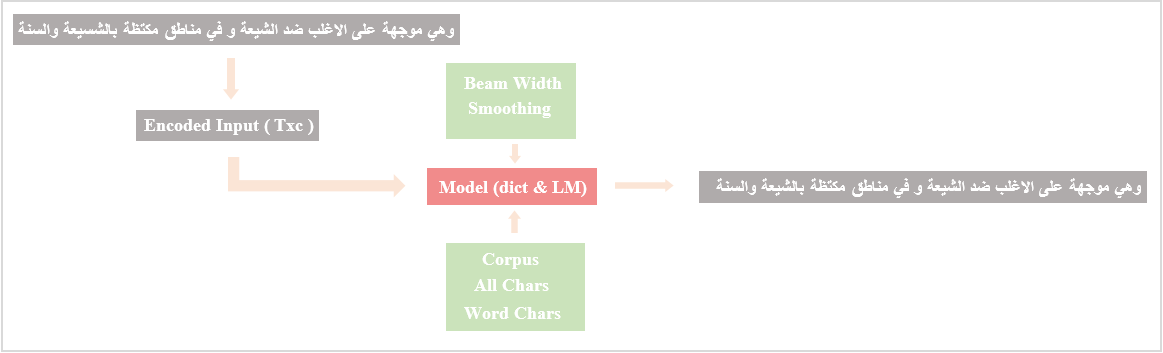 وهي موجهة على الاغلب ضد الشيعة و في مناطق مكتظة بالشسيعة والسنة
Beam Width
Smoothing
Encoded Input ( Txc )
Model (dict & LM)
وهي موجهة على الاغلب ضد الشيعة و في مناطق مكتظة بالشيعة والسنة
Corpus
All Chars
Word Chars